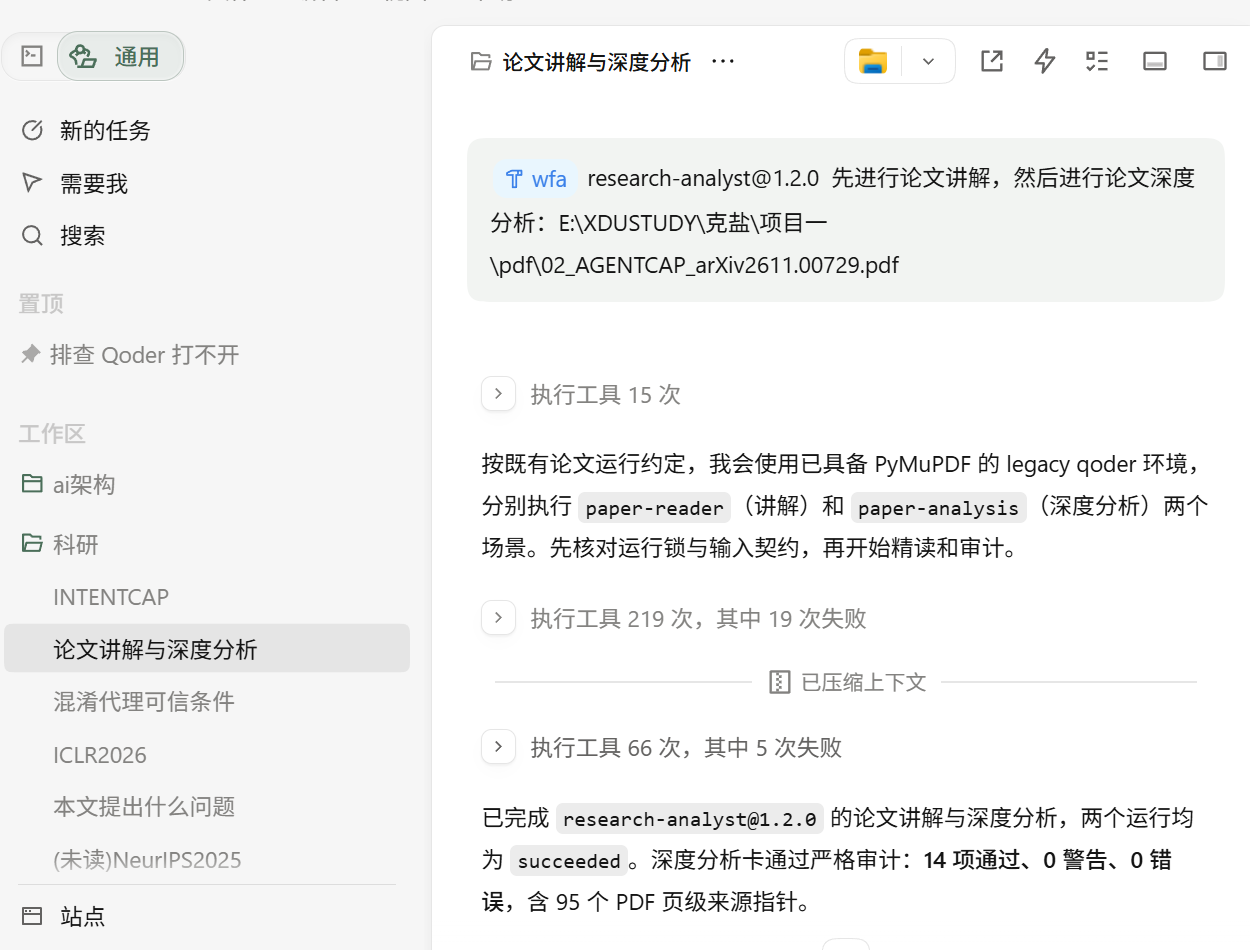 通用
新的任务
需要我
搜索
置顶
排查 Qoder 打不开
工作区
ai架构
科研
INTENTCAP
论文讲解与深度分析
混淆代理可信条件
ICLR2026
本文提出什么问题
(未读)NeurIPS2025
站点
论文讲解与深度分析 ···
wfa research-analyst@1.2.0 先进行论文讲解，然后进行论文深度
分析：E:\XDUSTUDY\克盐\项目一
\pdf\02_AGENTCAP_arXiv2611.00729.pdf
执行工具 15 次
按既有论文运行约定，我会使用已具备 PyMuPDF 的 legacy qoder 环境，
分别执行 paper-reader（讲解）和 paper-analysis（深度分析）两个
场景。先核对运行锁与输入契约，再开始精读和审计。
执行工具 219 次，其中 19 次失败
已压缩上下文
执行工具 66 次，其中 5 次失败
已完成 research-analyst@1.2.0 的论文讲解与深度分析，两个运行均
为 succeeded。深度分析卡通过严格审计：14 项通过、0 警告、0 错
误，含 95 个 PDF 页级来源指针。